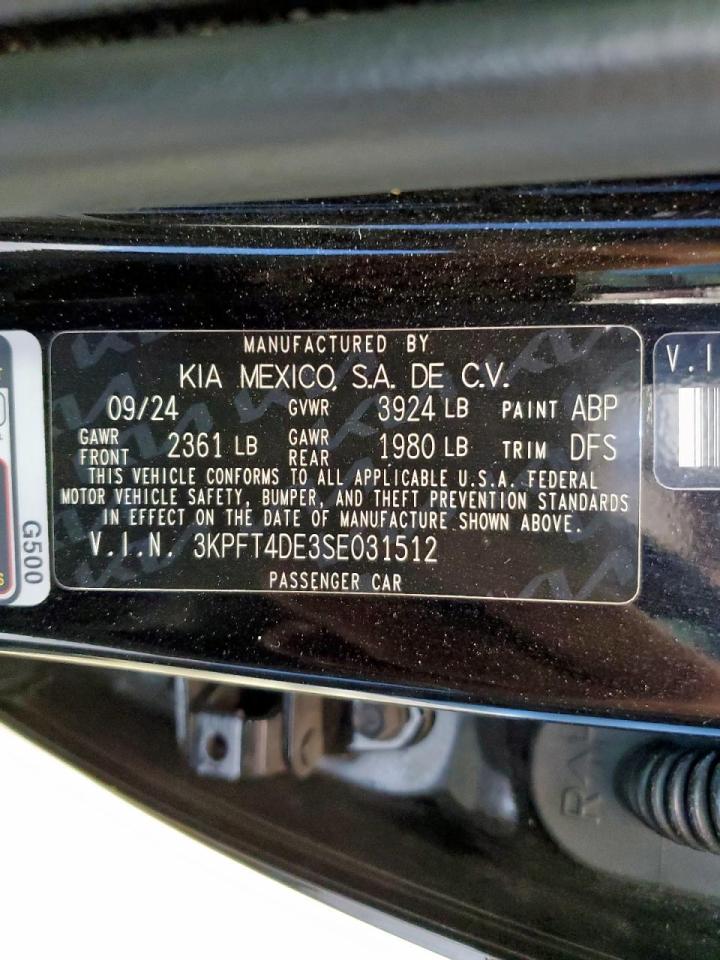 MANUFACTURED BY
KIA MEXICO, S.A. DE C.V.
09/24 GVWR 3924 LB PAINT ABP
GAWR FRONT 2361 LB GAWR REAR 1980 LB TRIM DFS
THIS VEHICLE CONFORMS TO ALL APPLICABLE U.S.A. FEDERAL
MOTOR VEHICLE SAFETY, BUMPER, AND THEFT PREVENTION STANDARDS
IN EFFECT ON THE DATE OF MANUFACTURE SHOWN ABOVE.
V.I.N. 3KPFT4DE3SE031512
PASSENGER CAR
G500
V.I